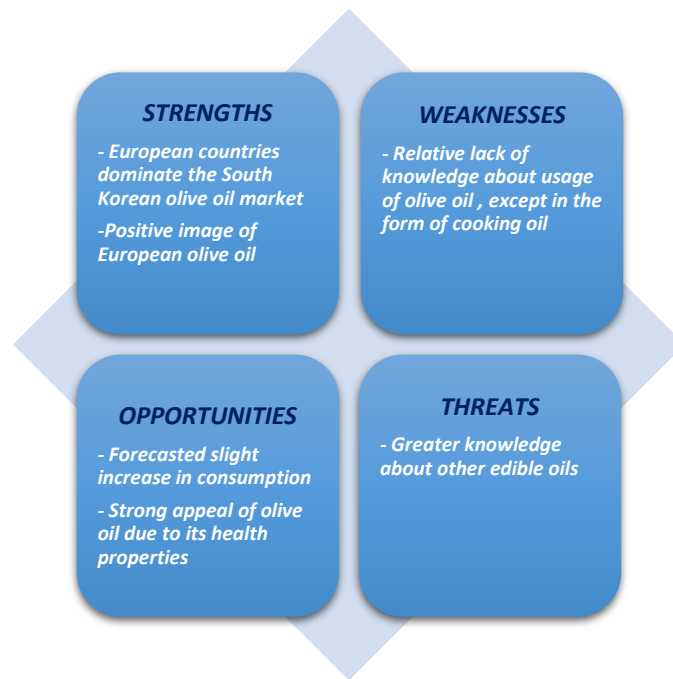 STRENGTHS
- European countries
dominate the South
Korean olive oil market
-Positive image of
European olive oil
WEAKNESSES
- Relative lack of
knowledge about usage
of olive oil , except in the
form of cooking oil
OPPORTUNITIES
- Forecasted slight
increase in consumption
- Strong appeal of olive
oil due to its health
properties
THREATS
- Greater knowledge
about other edible oils